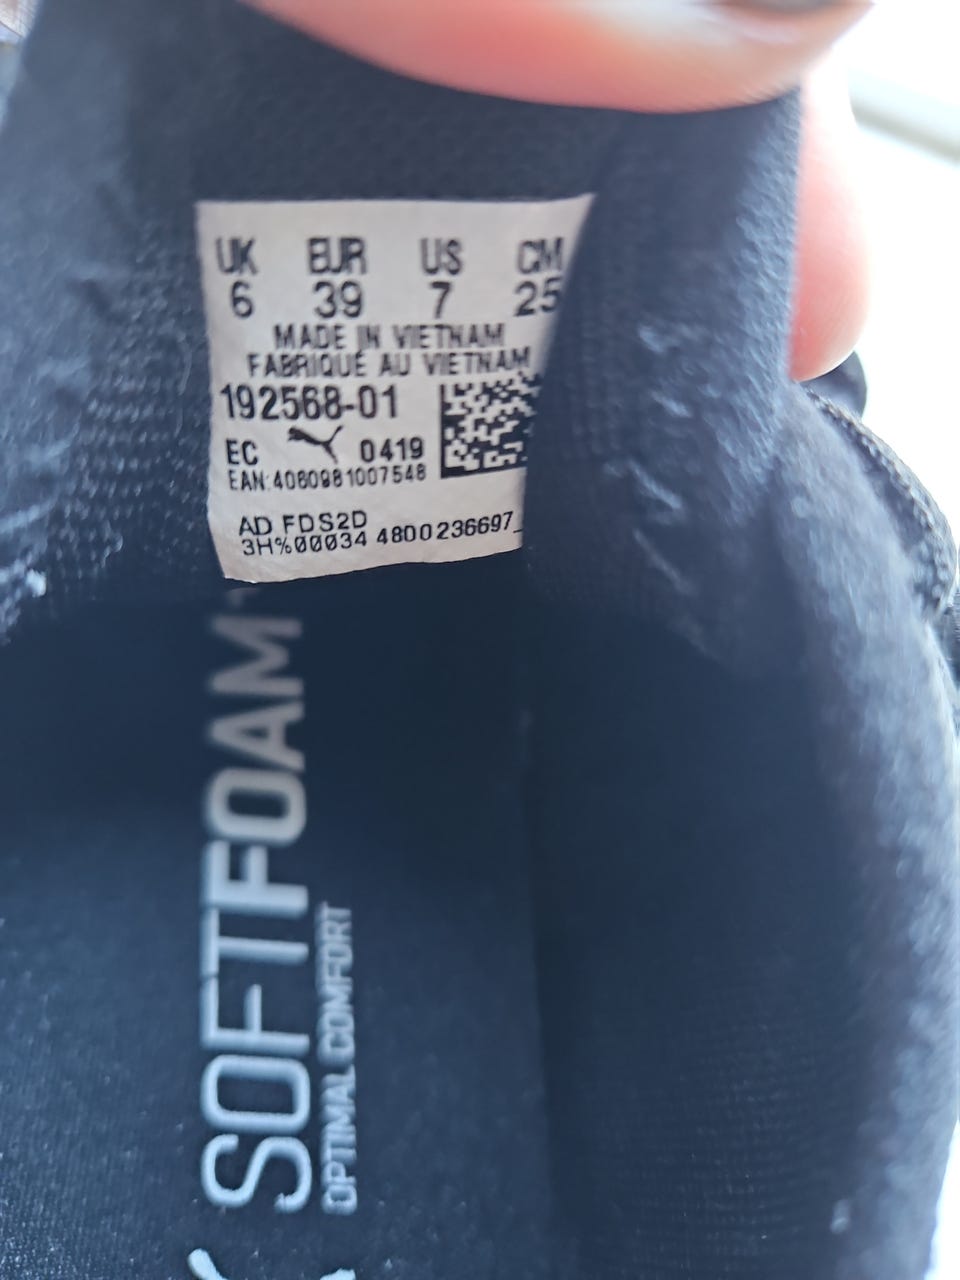 UK EUR US CM
6 39 7 25
MADE IN VIETNAM
FABRIQUÉ AU VIETNAM
192568-01
EC 0419
EAN:4060981007548
AD FDS2D
3H%00034 4800236697_
SOFTFOAM
OPTIMAL COMFORT